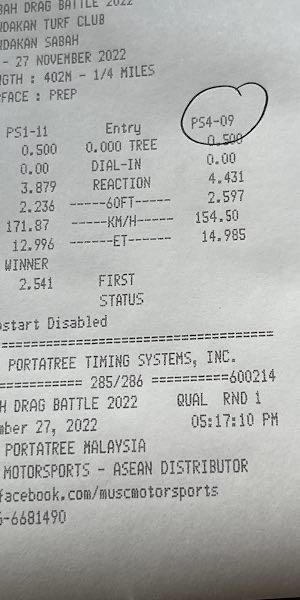 BAH DRAG BATTLE 2022
NDAKAN TURF CLUB
NDAKAN SABAH
- 27 NOVEMBER 2022
NGTH : 402M - 1/4 MILES
RFACE : PREP
PS1-11 Entry PS4-09
0.500 0.000 TREE 0.500
0.00 DIAL-IN 0.00
3.879 REACTION 4.431
2.236 -----60FT----- 2.597
171.87 -----KM/H----- 154.50
12.996 -------ET----- 14.985
WINNER
2.541 FIRST
STATUS
ostart Disabled
=====================================
PORTATREE TIMING SYSTEMS, INC.
=========== 285/286 ==========600214
H DRAG BATTLE 2022 QUAL RND 1
mber 27, 2022 05:17:10 PM
PORTATREE MALAYSIA
MOTORSPORTS - ASEAN DISTRIBUTOR
facebook.com/muscmotorsports
6-6681490